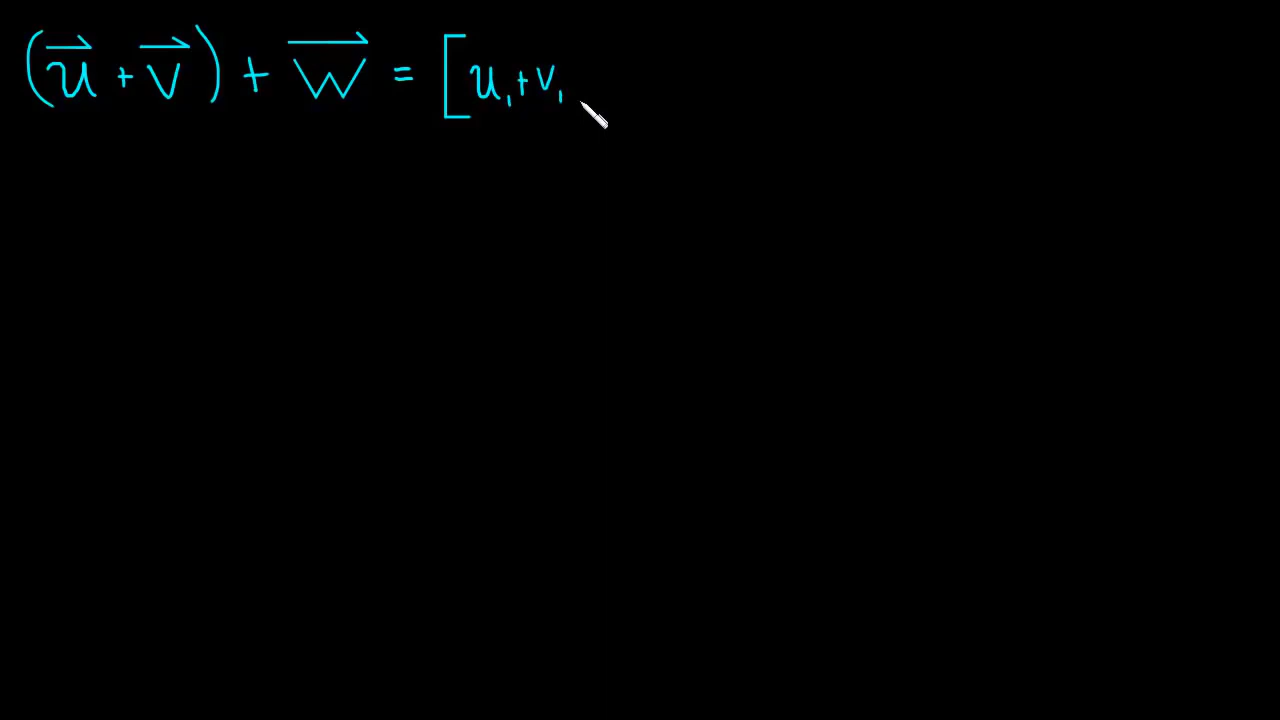 (u⃗ + v⃗) + w⃗ = [u₁ + v₁